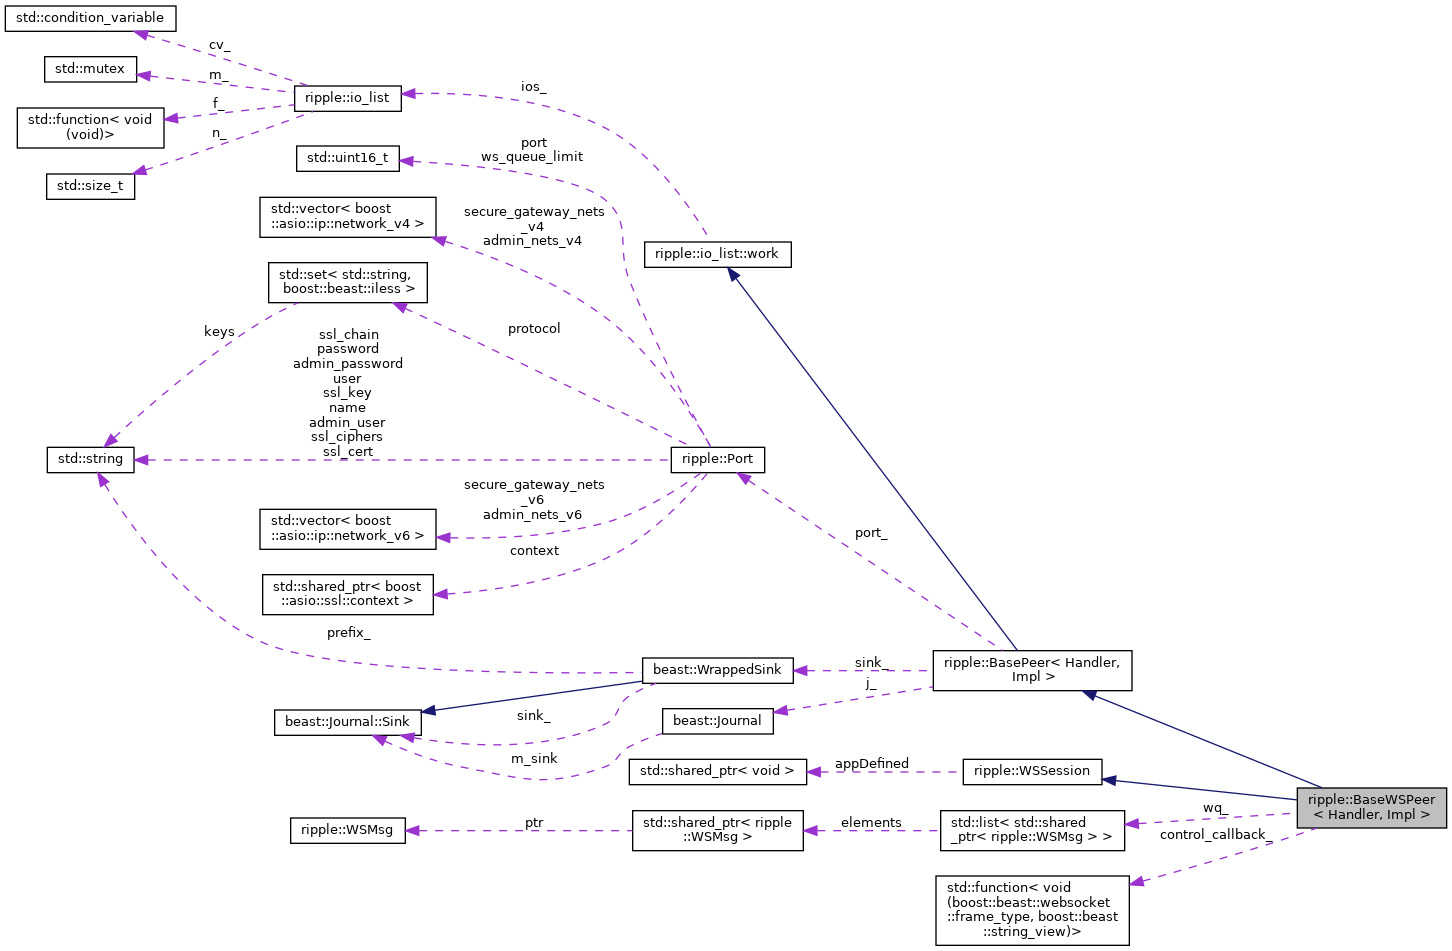 std::condition_variable
cv_
std::mutex
m_
ripple::io_list
ios_
f_
std::function< void
(void)>
n_
std::size_t
std::uint16_t
port
ws_queue_limit
std::vector< boost
::asio::ip::network_v4 >
secure_gateway_nets
_v4
admin_nets_v4
ripple::io_list::work
std::set< std::string,
boost::beast::iless >
keys
protocol
ssl_chain
password
admin_password
user
ssl_key
name
admin_user
ssl_ciphers
ssl_cert
std::string
ripple::Port
secure_gateway_nets
_v6
admin_nets_v6
std::vector< boost
::asio::ip::network_v6 >
context
port_
std::shared_ptr< boost
::asio::ssl::context >
prefix_
beast::WrappedSink
sink_
j_
ripple::BasePeer< Handler,
Impl >
beast::Journal::Sink
sink_
beast::Journal
m_sink
std::shared_ptr< void >
appDefined
ripple::WSSession
ripple::BaseWSPeer
< Handler, Impl >
wq_
control_callback_
ripple::WSMsg
ptr
std::shared_ptr< ripple
::WSMsg >
elements
std::list< std::shared
_ptr< ripple::WSMsg > >
std::function< void
(boost::beast::websocket
::frame_type, boost::beast
::string_view)>